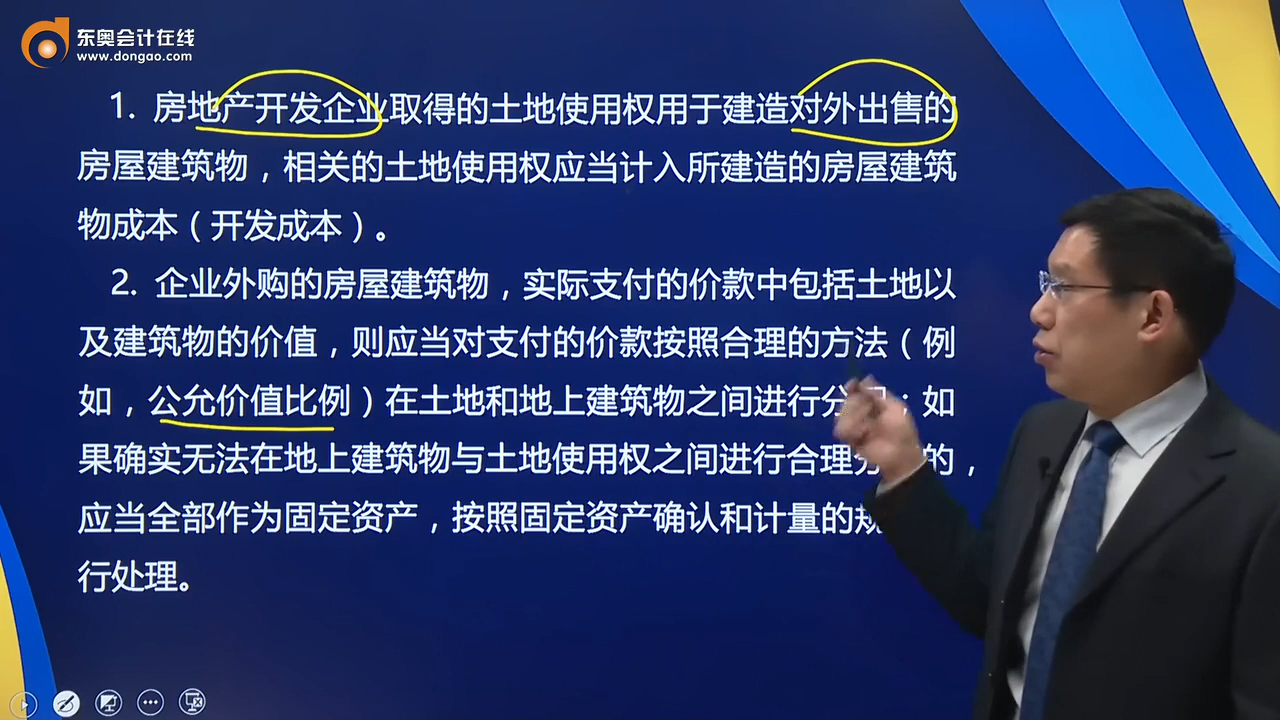 东奥会计在线
www.dongao.com
1. 房地产开发企业取得的土地使用权用于建造对外出售的
房屋建筑物，相关的土地使用权应当计入所建造的房屋建筑
物成本（开发成本）。
2. 企业外购的房屋建筑物，实际支付的价款中包括土地以
及建筑物的价值，则应当对支付的价款按照合理的方法（例
如，公允价值比例）在土地和地上建筑物之间进行分；如
果确实无法在地上建筑物与土地使用权之间进行合理分的，
应当全部作为固定资产，按照固定资产确认和计量的规
行处理。